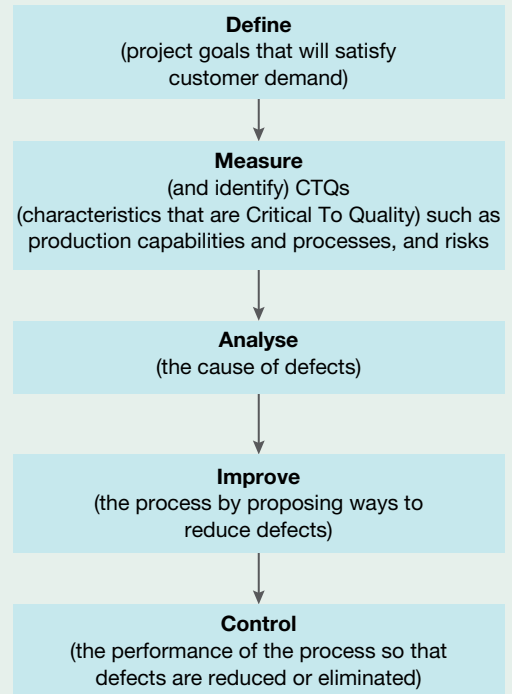 Define
(project goals that will satisfy
customer demand)
Measure
(and identify) CTQs
(characteristics that are Critical To Quality) such as
production capabilities and processes, and risks
Analyse
(the cause of defects)
Improve
(the process by proposing ways to
reduce defects)
Control
(the performance of the process so that
defects are reduced or eliminated)